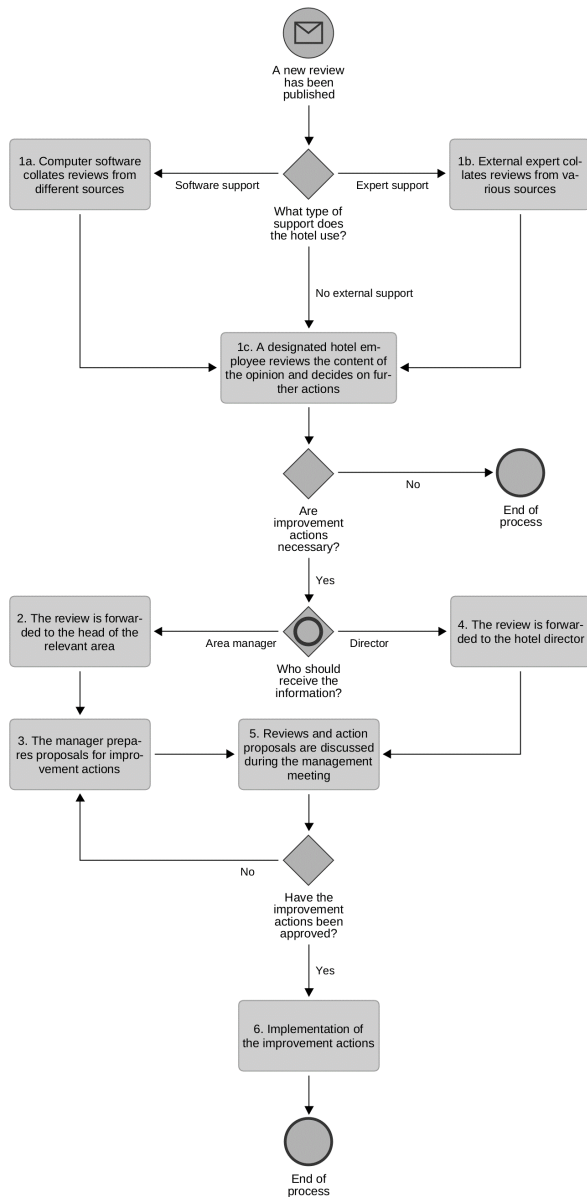 A new review
has been
published
1a. Computer software
collates reviews from
different sources
Software support
Expert support
1b. External expert col-
lates reviews from va-
rious sources
What type of
support does
the hotel use?
No external support
1c. A designated hotel em-
ployee reviews the content of
the opinion and decides on fur-
ther actions
No
Are
improvement
actions
necessary?
End of
process
Yes
2. The review is forwar-
ded to the head of the
relevant area
Area manager
Director
4. The review is forwar-
ded to the hotel director
Who should
receive the
information?
3. The manager prepa-
res proposals for impro-
vement actions
5. Reviews and action
proposals are discussed
during the management
meeting
No
Have the
improvement
actions been
approved?
Yes
6. Implementation of
the improvement actions
End of
process